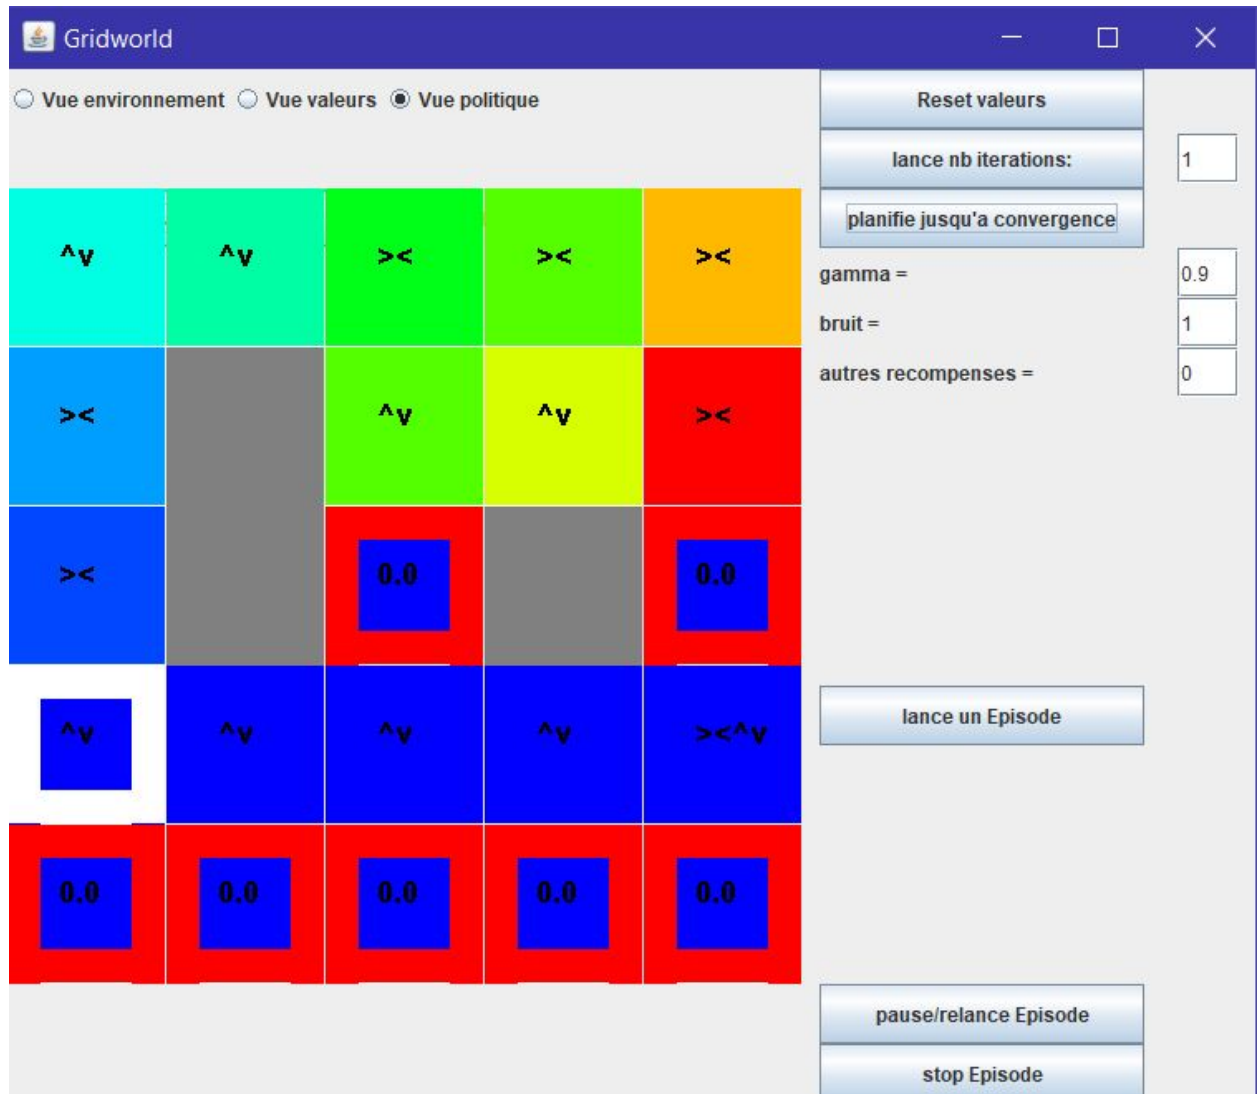 Gridworld
Vue environnement Vue valeurs Vue politique
Reset valeurs
lance nb iterations: 1
planifie jusqu'a convergence
gamma = 0.9
bruit = 1
autres recompenses = 0
^v ^v >< >< ><
>< ^v ^v ><
>< 0.0 0.0
^v ^v ^v ^v ><^v
0.0 0.0 0.0 0.0 0.0
lance un Episode
pause/relance Episode
stop Episode